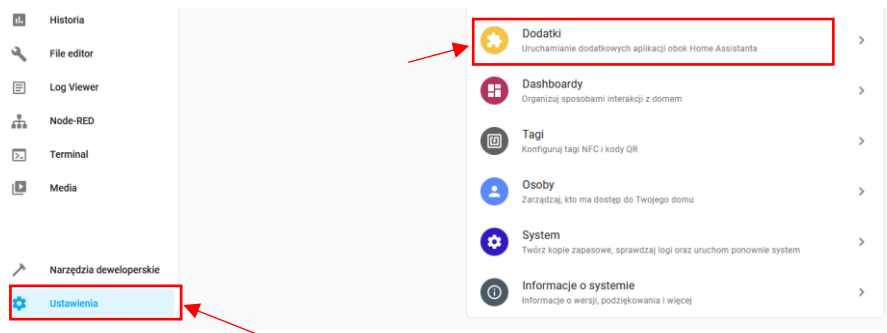 Historia
File editor
Log Viewer
Node-RED
Terminal
Media
Narzędzia deweloperskie
Ustawienia
Dodatki
Uruchamianie dodatkowych aplikacji obok Home Assistanta
Dashboardy
Organizuj sposobami interakcji z domem
Tagi
Konfiguruj tagi NFC i kody QR
Osoby
Zarządzaj, kto ma dostęp do Twojego domu
System
Twórz kopie zapasowe, sprawdzaj logi oraz uruchom ponownie system
Informacje o systemie
Informacje o wersji, podziękowania i więcej